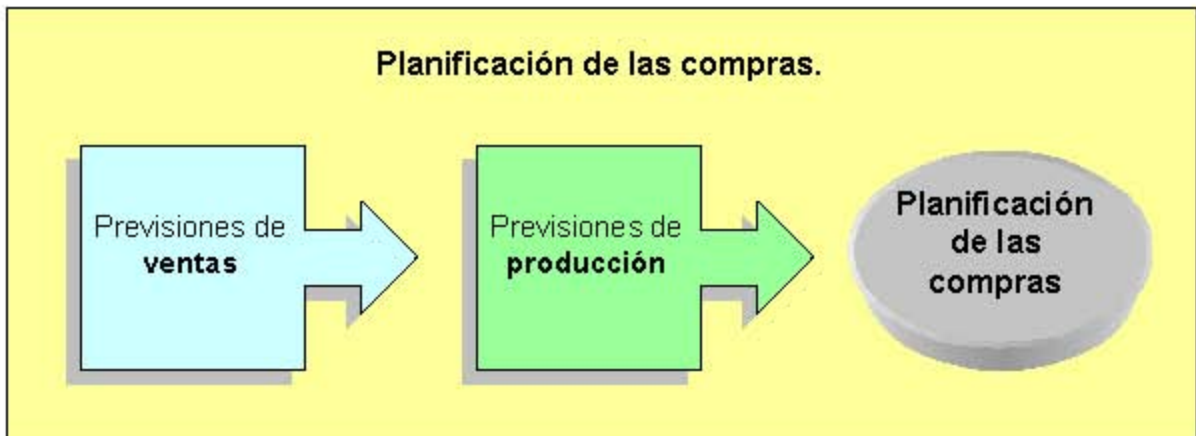 Planificación de las compras.
Previsiones de
ventas
Previsiones de
producción
Planificación
de las
compras